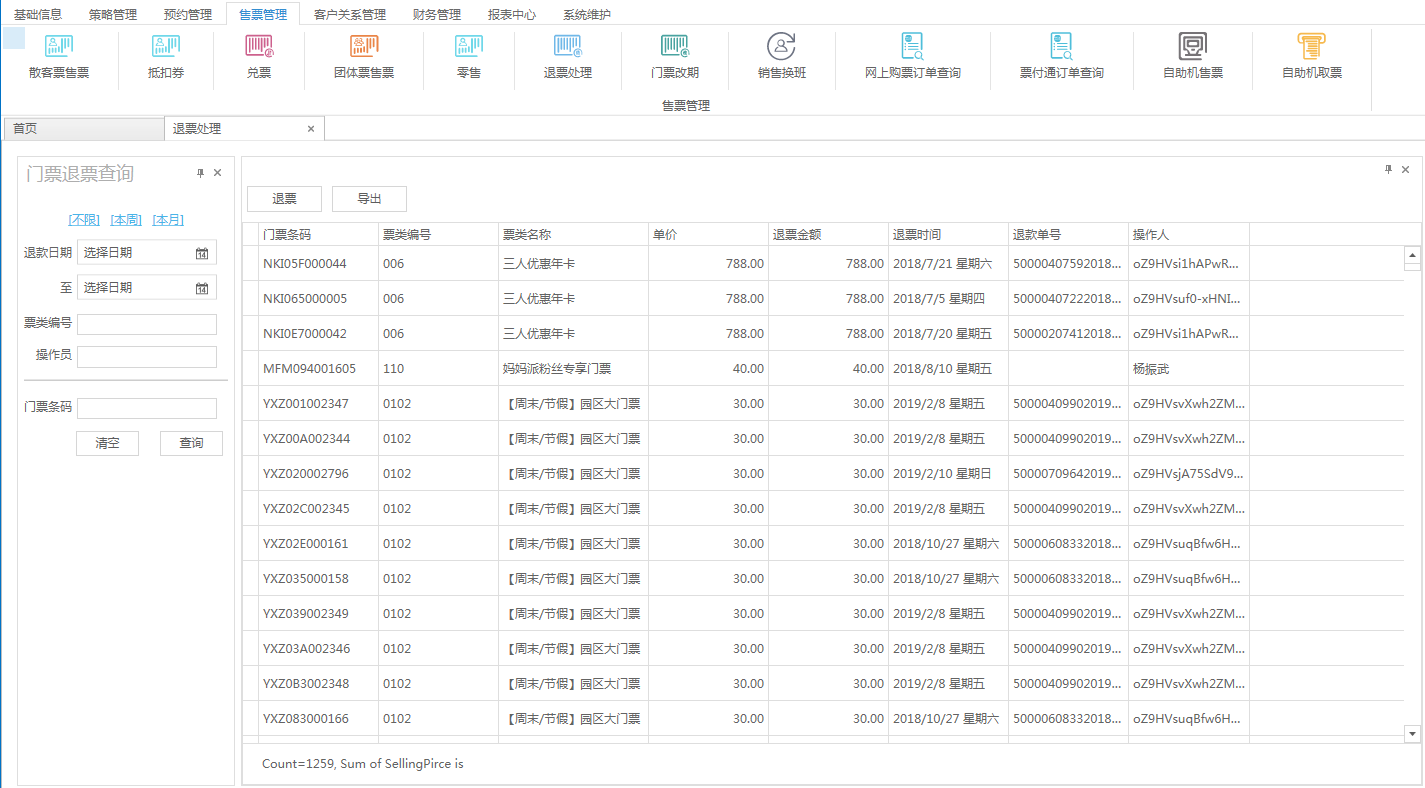 基础信息 策略管理 预约管理 售票管理 客户关系管理 财务管理 报表中心 系统维护
散客票售票 抵扣券 兑票 团体票售票 零售 退票处理 门票改期 销售换班 网上购票订单查询 票付通订单查询 自助机售票 自助机取票
售票管理
首页 退票处理
门票退票查询
[不限] [本周] [本月]
退款日期 选择日期
至 选择日期
票类编号
操作员
门票条码
清空 查询
退票 导出
门票条码 票类编号 票类名称 单价 退票金额 退票时间 退款单号 操作人
NKI05F000044 006 三人优惠年卡 788.00 788.00 2018/7/21 星期六 50000407592018... oZ9HVsi1hAPwR...
NKI065000005 006 三人优惠年卡 788.00 788.00 2018/7/5 星期四 50000407222018... oZ9HVsuf0-xHNI...
NKI0E7000042 006 三人优惠年卡 788.00 788.00 2018/7/20 星期五 50000207412018... oZ9HVsi1hAPwR...
MFM094001605 110 妈妈派粉丝专享门票 40.00 40.00 2018/8/10 星期五 杨振武
YXZ001002347 0102 【周末/节假】园区大门票 30.00 30.00 2019/2/8 星期五 50000409902019... oZ9HVsvXwh2ZM...
YXZ00A002344 0102 【周末/节假】园区大门票 30.00 30.00 2019/2/8 星期五 50000409902019... oZ9HVsvXwh2ZM...
YXZ020002796 0102 【周末/节假】园区大门票 30.00 30.00 2019/2/10 星期日 50000709642019... oZ9HVsjA75SdV9...
YXZ02C002345 0102 【周末/节假】园区大门票 30.00 30.00 2019/2/8 星期五 50000409902019... oZ9HVsvXwh2ZM...
YXZ02E000161 0102 【周末/节假】园区大门票 30.00 30.00 2018/10/27 星期六 50000608332018... oZ9HVsuqBfw6H...
YXZ035000158 0102 【周末/节假】园区大门票 30.00 30.00 2018/10/27 星期六 50000608332018... oZ9HVsuqBfw6H...
YXZ039002349 0102 【周末/节假】园区大门票 30.00 30.00 2019/2/8 星期五 50000409902019... oZ9HVsvXwh2ZM...
YXZ03A002346 0102 【周末/节假】园区大门票 30.00 30.00 2019/2/8 星期五 50000409902019... oZ9HVsvXwh2ZM...
YXZ0B3002348 0102 【周末/节假】园区大门票 30.00 30.00 2019/2/8 星期五 50000409902019... oZ9HVsvXwh2ZM...
YXZ083000166 0102 【周末/节假】园区大门票 30.00 30.00 2018/10/27 星期六 50000608332018... oZ9HVsuqBfw6H...
Count=1259, Sum of SellingPirce is